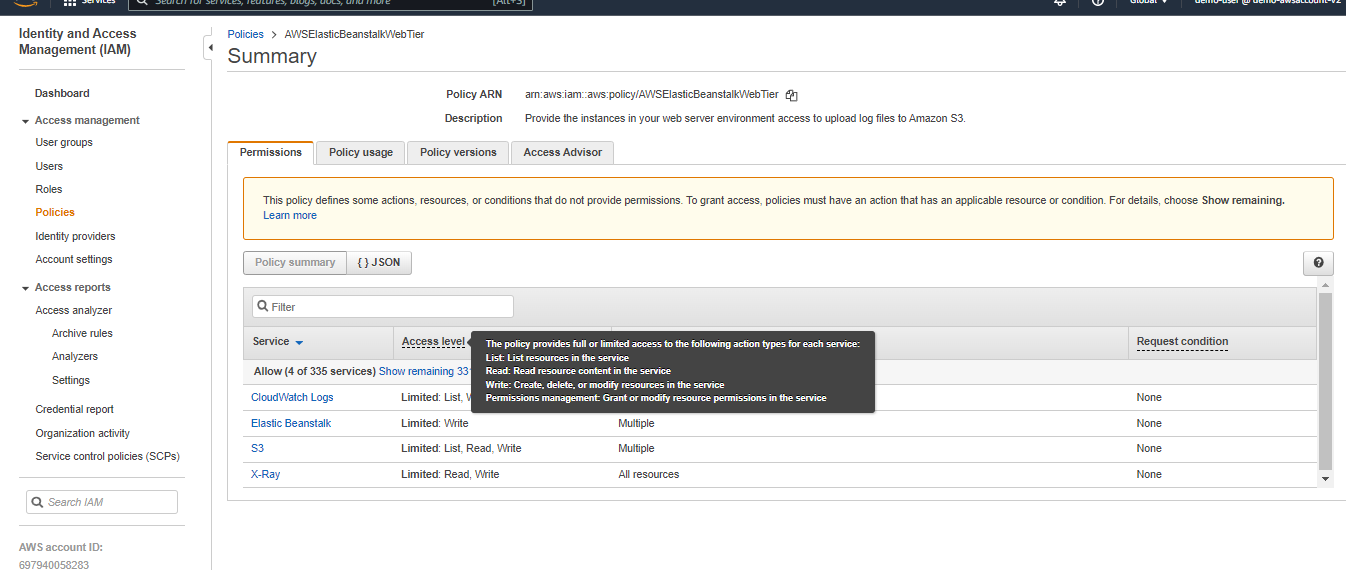 Services
Search for services, features, blogs, docs, and more
[Alt+S]
Global
demo-user @ demo-awsaccount-v2
Identity and Access
Management (IAM)
Dashboard
Access management
User groups
Users
Roles
Policies
Identity providers
Account settings
Access reports
Access analyzer
Archive rules
Analyzers
Settings
Credential report
Organization activity
Service control policies (SCPs)
Search IAM
AWS account ID:
697940058283
Policies > AWSElasticBeanstalkWebTier
Summary
Policy ARN arn:aws:iam::aws:policy/AWSElasticBeanstalkWebTier
Description Provide the instances in your web server environment access to upload log files to Amazon S3.
Permissions Policy usage Policy versions Access Advisor
This policy defines some actions, resources, or conditions that do not provide permissions. To grant access, policies must have an action that has an applicable resource or condition. For details, choose Show remaining.
Learn more
Policy summary { } JSON
Filter
Service Access level Request condition
The policy provides full or limited access to the following action types for each service:
List: List resources in the service
Read: Read resource content in the service
Write: Create, delete, or modify resources in the service
Permissions management: Grant or modify resource permissions in the service
Allow (4 of 335 services) Show remaining 331
CloudWatch Logs Limited: List, None
Elastic Beanstalk Limited: Write Multiple None
S3 Limited: List, Read, Write Multiple None
X-Ray Limited: Read, Write All resources None